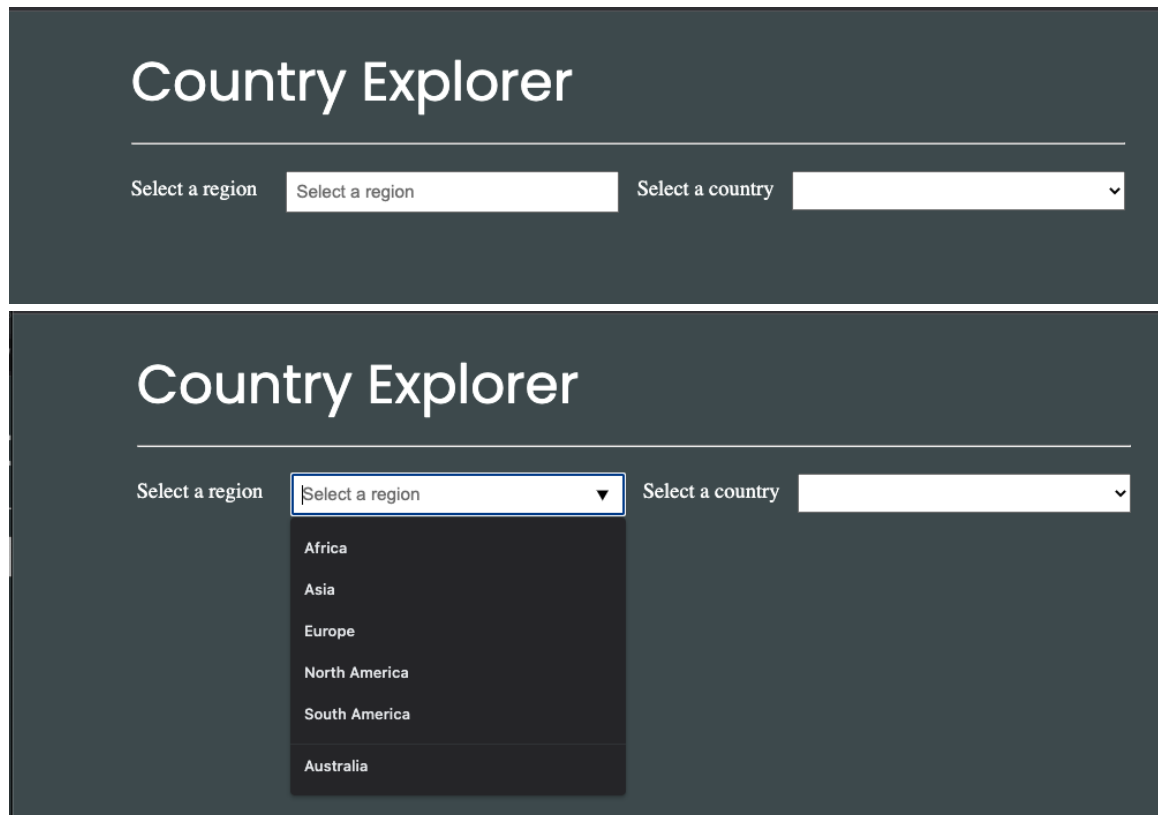 Country Explorer
Select a region Select a region Select a country
Country Explorer
Select a region Select a region Select a country
Africa
Asia
Europe
North America
South America
Australia